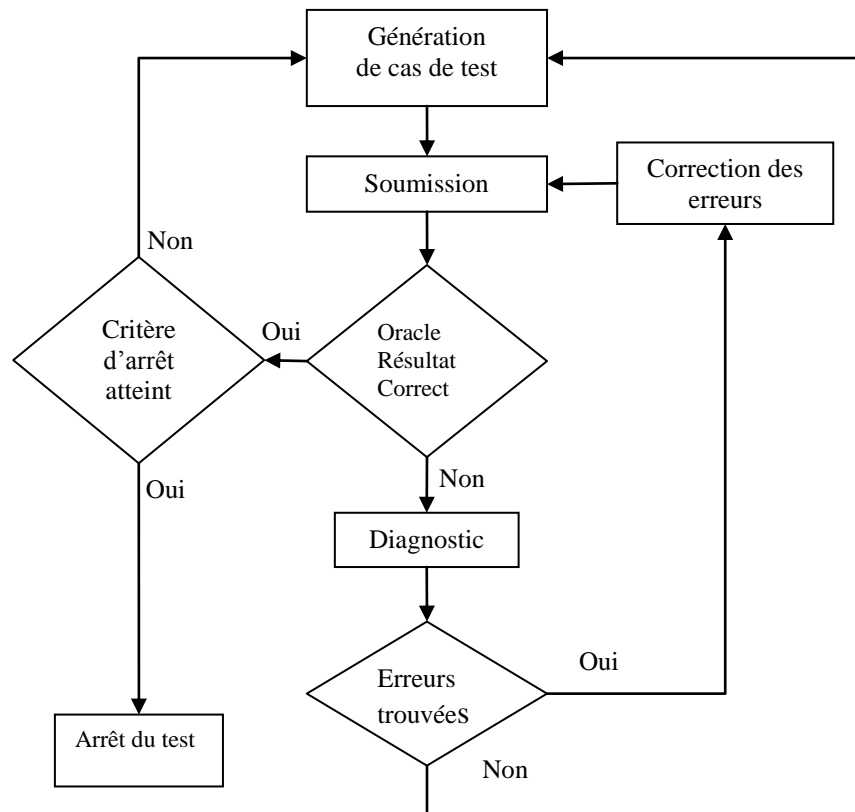 Génération
de cas de test
Soumission
Correction des
erreurs
Non
Critère
d’arrêt
atteint
Oui
Oracle
Résultat
Correct
Oui
Non
Diagnostic
Erreurs
trouvées
Oui
Arrêt du test
Non